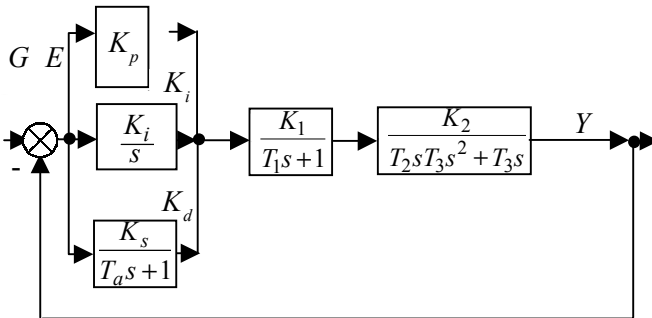 G E
K_p
K_i
K_i
s
K_1
T_1s+1
K_2
T_2sT_3s^2+T_3s
Y
-
K_d
K_s
T_as+1